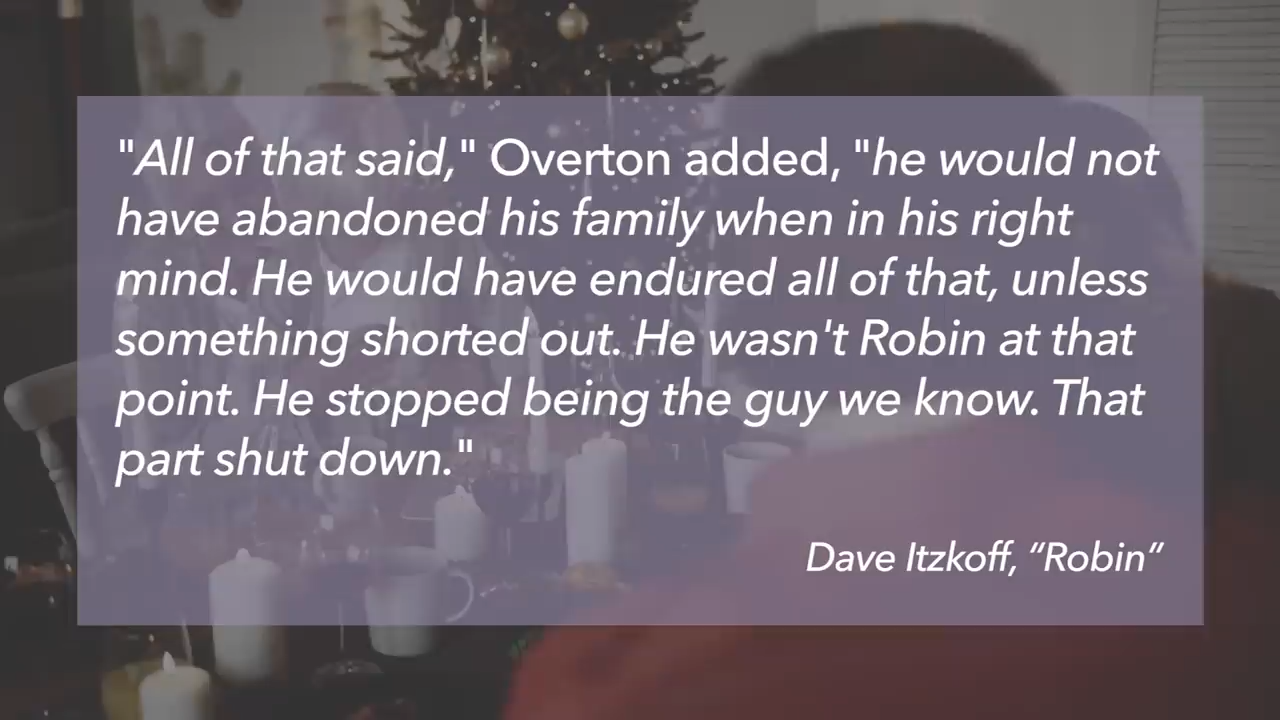 "All of that said," Overton added, "he would not
have abandoned his family when in his right
mind. He would have endured all of that, unless
something shorted out. He wasn't Robin at that
point. He stopped being the guy we know. That
part shut down."
Dave Itzkoff, “Robin”